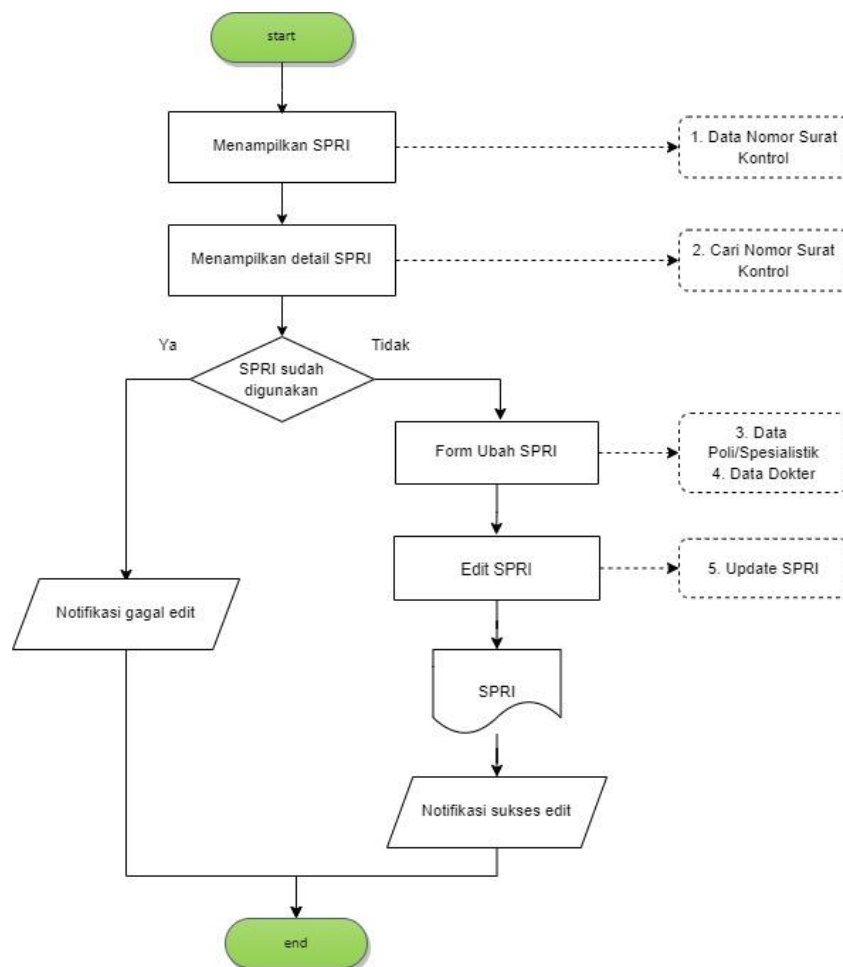 start
Menampilkan SPRI
1. Data Nomor Surat
Kontrol
Menampilkan detail SPRI
2. Cari Nomor Surat
Kontrol
Ya
Tidak
SPRI sudah
digunakan
Form Ubah SPRI
3. Data
Poli/Spesialistik
4. Data Dokter
Edit SPRI
5. Update SPRI
Notifikasi gagal edit
SPRI
Notifikasi sukses edit
end